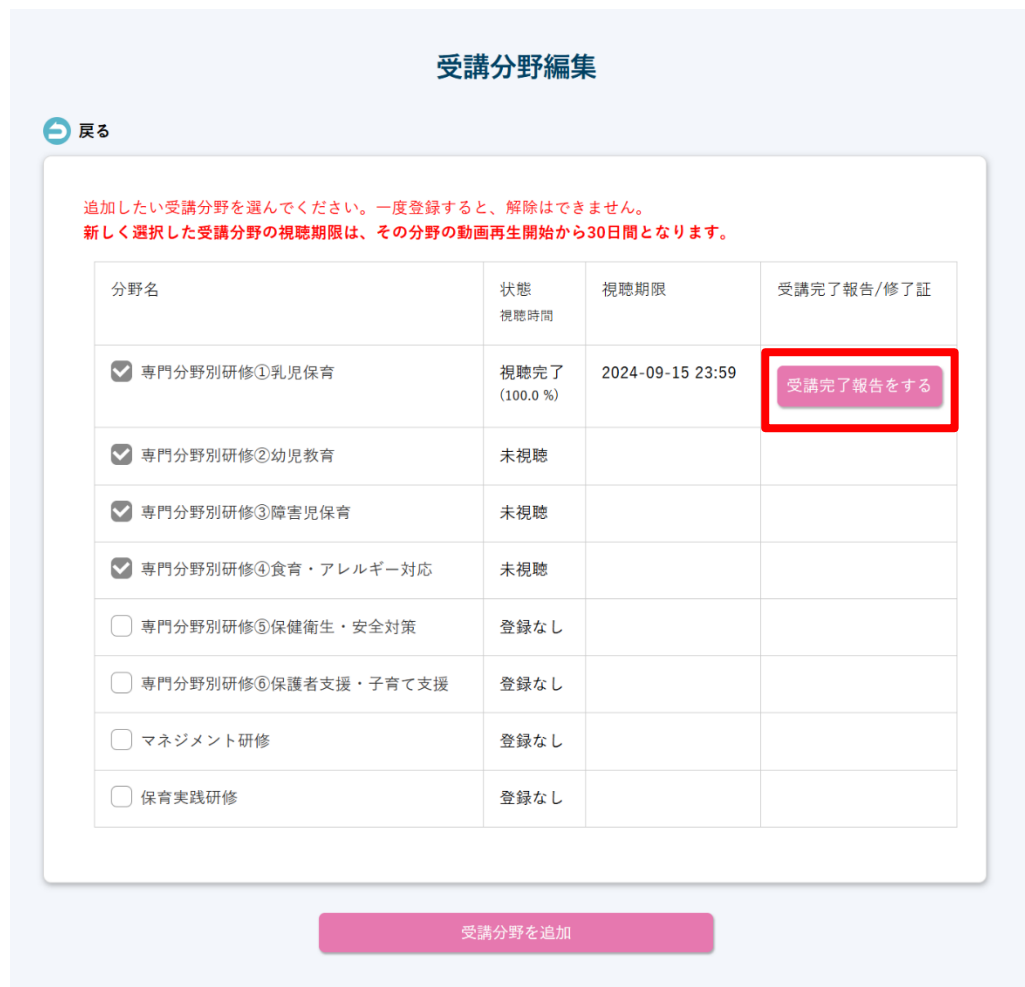 受講分野編集
戻る
追加したい受講分野を選んでください。一度登録すると、解除はできません。
新しく選択した受講分野の視聴期限は、その分野の動画再生開始から30日間となります。
分野名 状態 視聴期限 受講完了報告/修了証
視聴時間
専門分野別研修①乳児保育 視聴完了 2024-09-15 23:59 受講完了報告をする
(100.0 %)
専門分野別研修②幼児教育 未視聴
専門分野別研修③障害児保育 未視聴
専門分野別研修④食育・アレルギー対応 未視聴
専門分野別研修⑤保健衛生・安全対策 登録なし
専門分野別研修⑥保護者支援・子育て支援 登録なし
マネジメント研修 登録なし
保育実践研修 登録なし
受講分野を追加